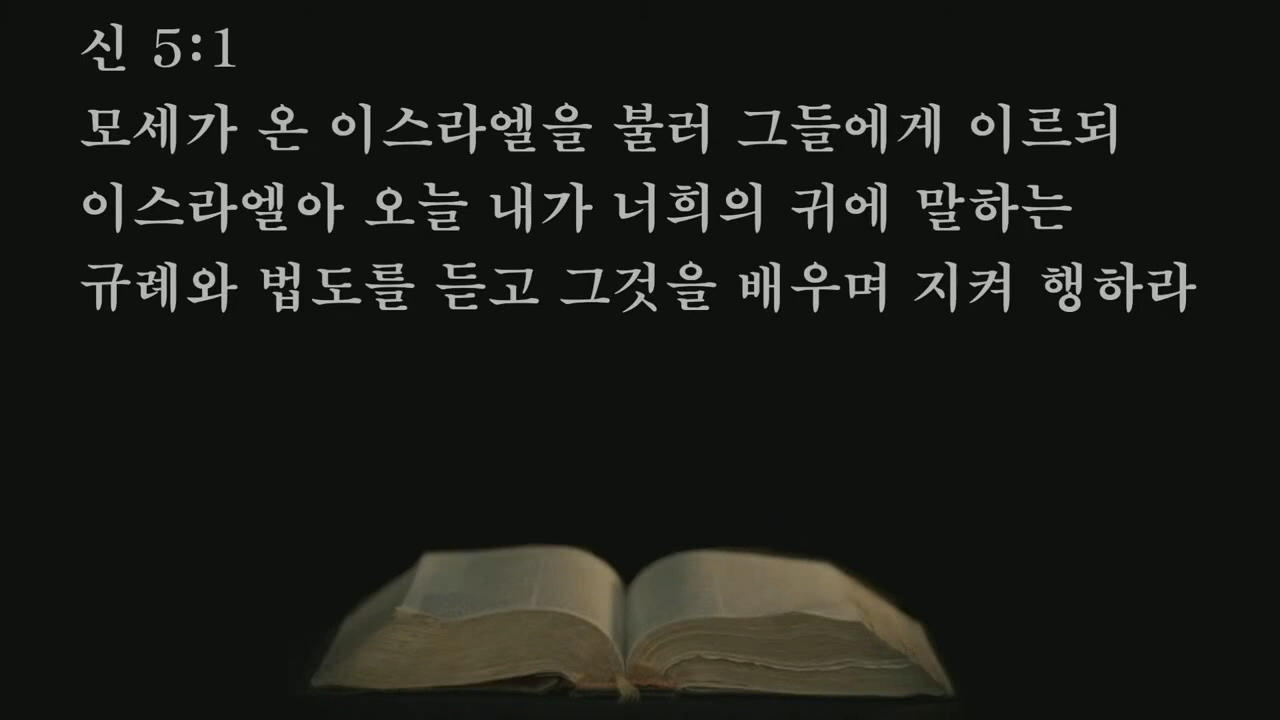 신 5:1
모세가 온 이스라엘을 불러 그들에게 이르되
이스라엘아 오늘 내가 너희의 귀에 말하는
규례와 법도를 듣고 그것을 배우며 지켜 행하라